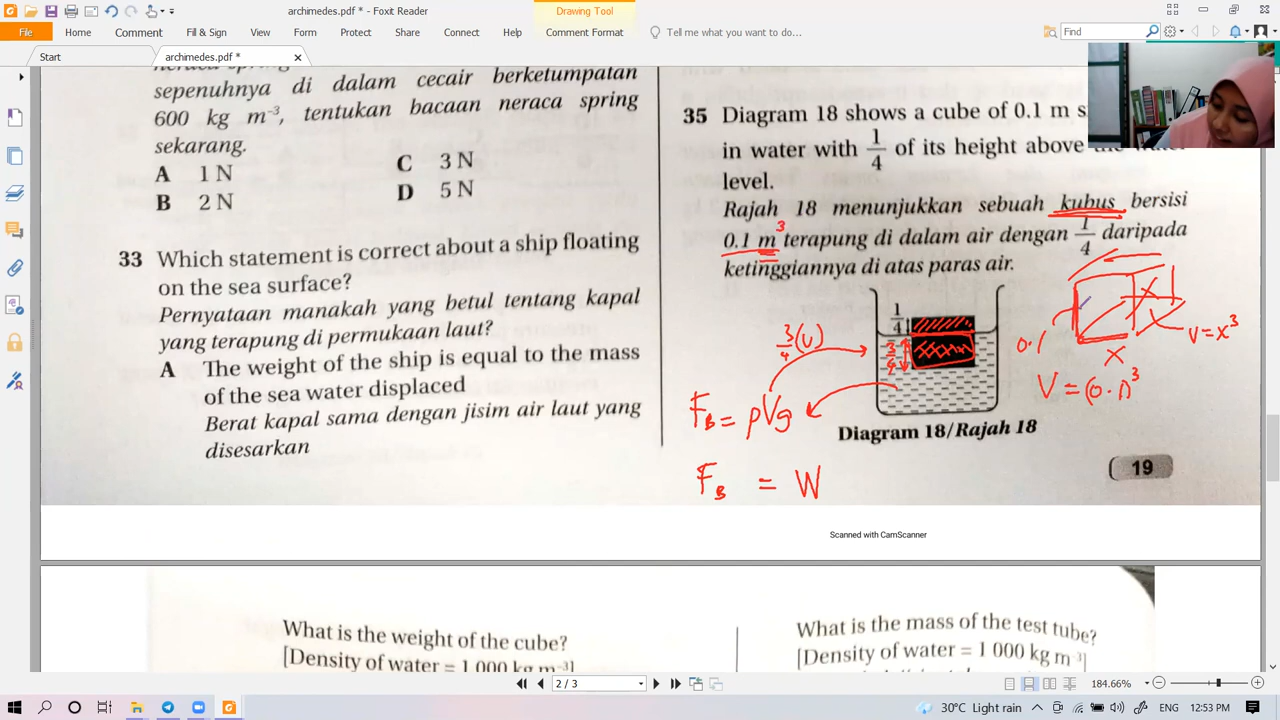 archimedes.pdf * - Foxit Reader
Drawing Tool
File Home Comment Fill & Sign View Form Protect Share Connect Help Comment Format Tell me what you want to do... Find
Start archimedes.pdf *
sepenuhnya di dalam cecair berketumpatan
600 kg m⁻³, tentukan bacaan neraca spring
sekarang.
A 1 N
B 2 N
C 3 N
D 5 N
33 Which statement is correct about a ship floating
on the sea surface?
Pernyataan manakah yang betul tentang kapal
yang terapung di permukaan laut?
A The weight of the ship is equal to the mass
of the sea water displaced
Berat kapal sama dengan jisim air laut yang
disesarkan
35 Diagram 18 shows a cube of 0.1 m
in water with 1/4 of its height above
level.
Rajah 18 menunjukkan sebuah kubus bersisi
0.1 m³ terapung di dalam air dengan 1/4 daripada
ketinggiannya di atas paras air.
1/4
3/4
3/4(v)
0.1
x
v=x³
V=(0.1)³
F_B = ρVg
F_B = W
Diagram 18/Rajah 18
19
Scanned with CamScanner
What is the weight of the cube?
[Density of water = 1 000 kg m⁻³]
What is the mass of the test tube?
[Density of water = 1 000 kg m⁻³]
2 / 3
184.66%
30°C Light rain
ENG 12:53 PM